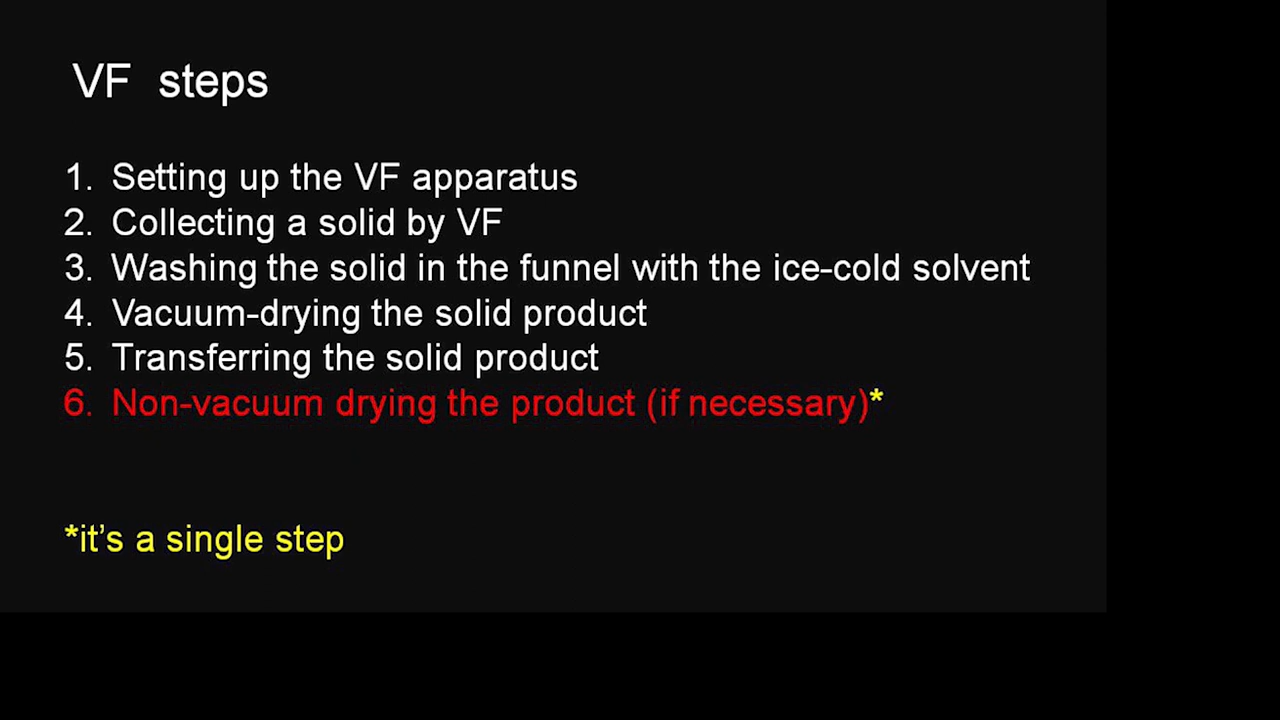 VF steps
1. Setting up the VF apparatus
2. Collecting a solid by VF
3. Washing the solid in the funnel with the ice-cold solvent
4. Vacuum-drying the solid product
5. Transferring the solid product
6. Non-vacuum drying the product (if necessary)*
*it’s a single step